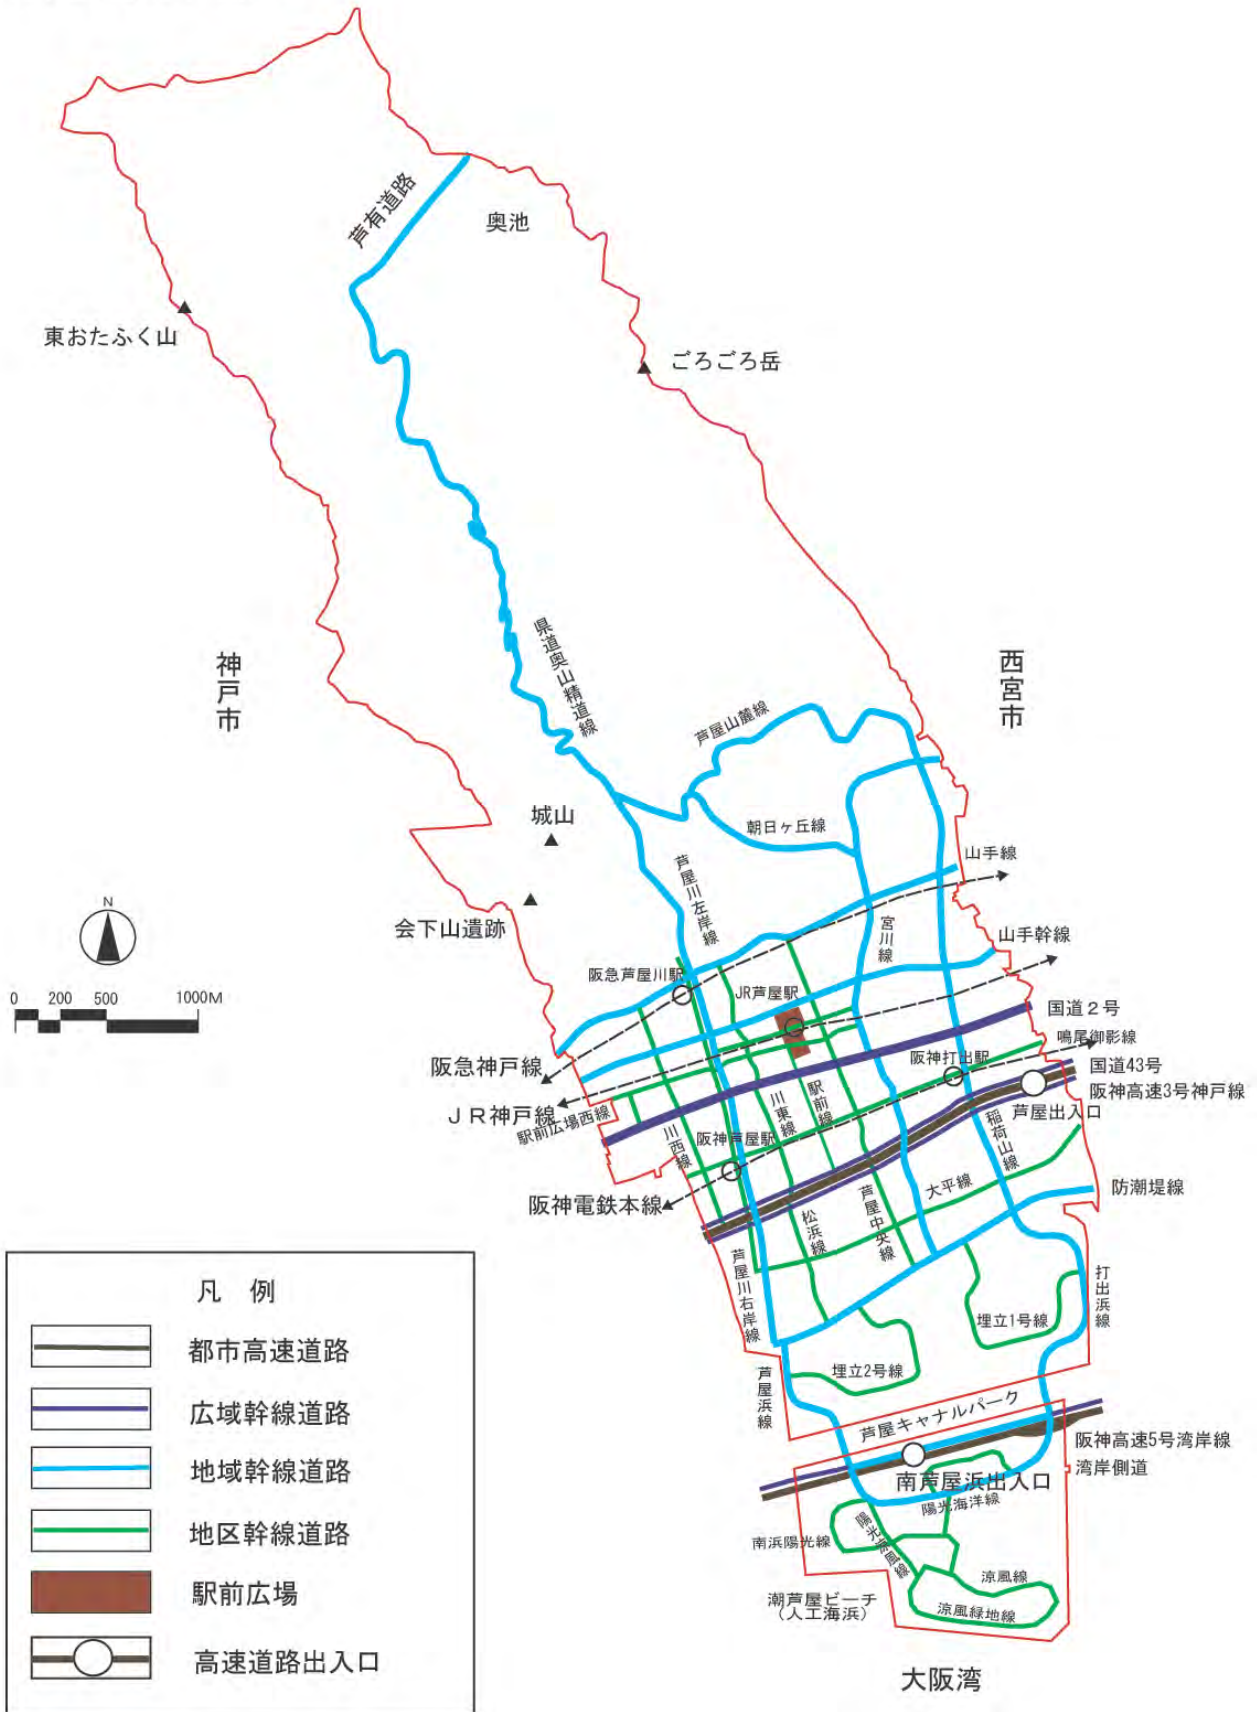 芦有道路
奥池
東おたふく山
ごろごろ岳
県道奥山精道線
神戸市
西宮市
芦屋山麓線
城山
朝日ヶ丘線
山手線
芦屋川左岸線
N
会下山遺跡
宮川線
山手幹線
阪急芦屋川駅
JR芦屋駅
0 200 500 1000M
国道2号
鳴尾御影線
阪神打出駅
阪急神戸線
国道43号
阪神高速3号神戸線
JR神戸線
芦屋出入口
駅前広場西線
川西線
川東線
駅前線
阪神芦屋駅
稲荷山線
大平線
防潮堤線
阪神電鉄本線
松浜線
芦屋中央線
芦屋川右岸線
打出浜線
埋立1号線
埋立2号線
芦屋浜線
芦屋キャナルパーク
阪神高速5号湾岸線
湾岸側道
南芦屋浜出入口
陽光海洋線
南浜陽光線
陽光涼風線
涼風線
潮芦屋ビーチ
(人工海浜)
涼風緑地線
大阪湾
凡 例
都市高速道路
広域幹線道路
地域幹線道路
地区幹線道路
駅前広場
高速道路出入口